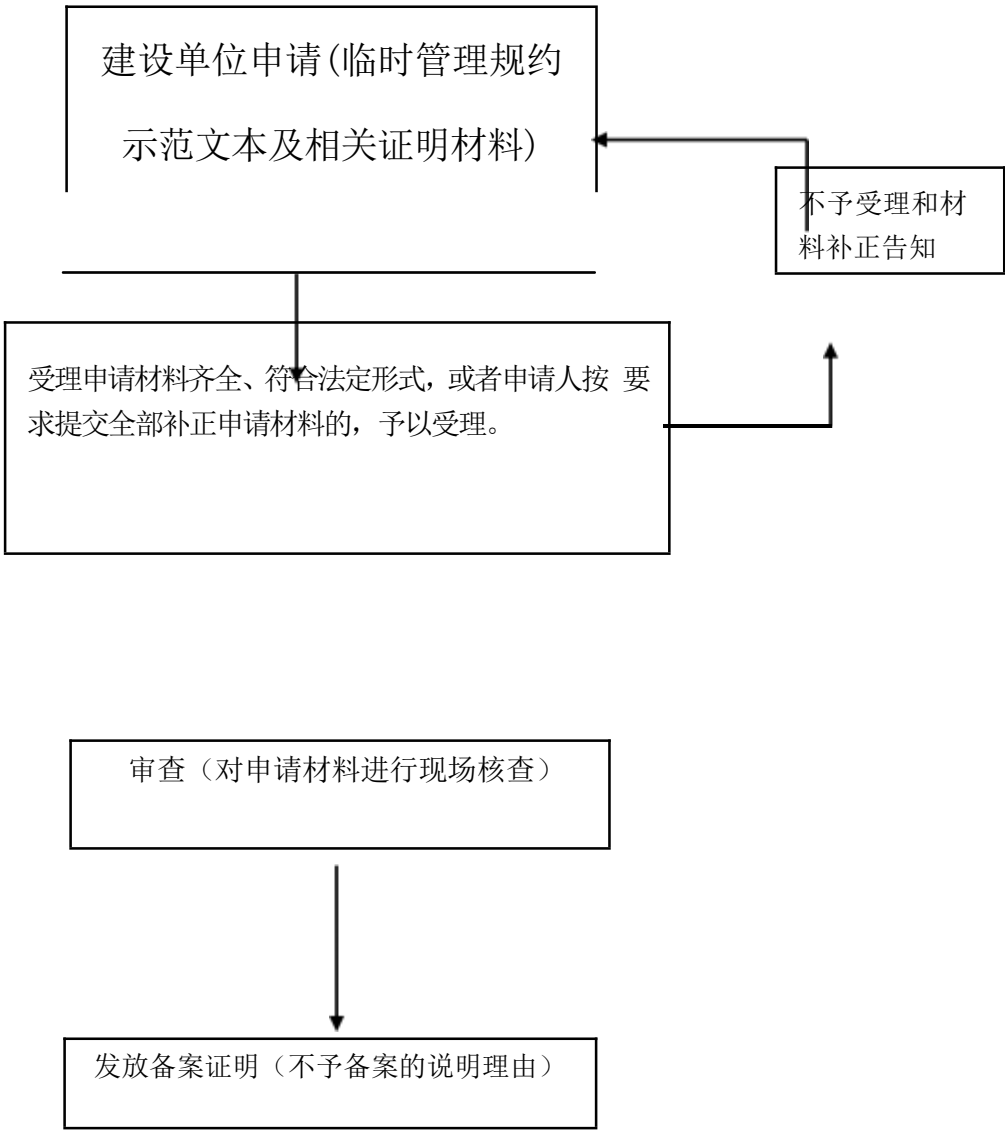 建设单位申请(临时管理规约
示范文本及相关证明材料)
不予受理和材
料补正告知
受理申请材料齐全、符合法定形式，或者申请人按 要
求提交全部补正申请材料的，予以受理。
审查（对申请材料进行现场核查）
发放备案证明（不予备案的说明理由）